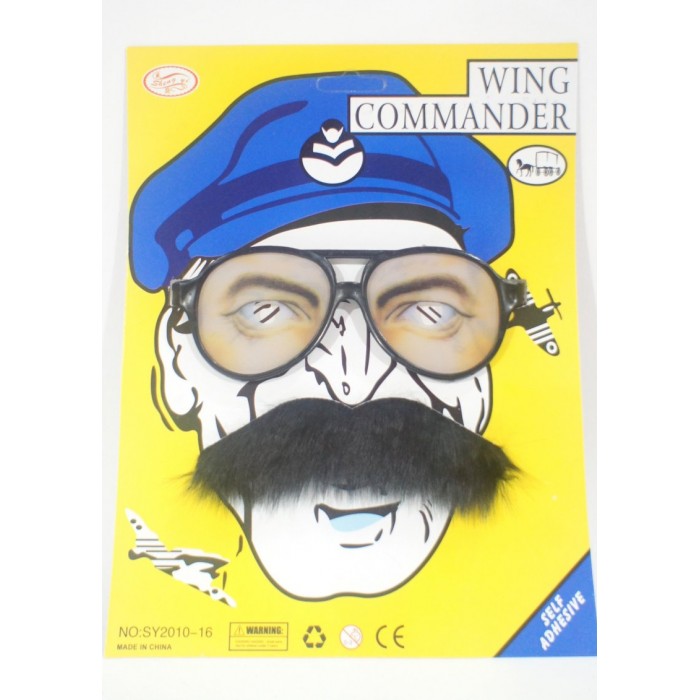 WING
COMMANDER
SELF
ADHESIVE
NO:SY2010-16
MADE IN CHINA
WARNING:
CE